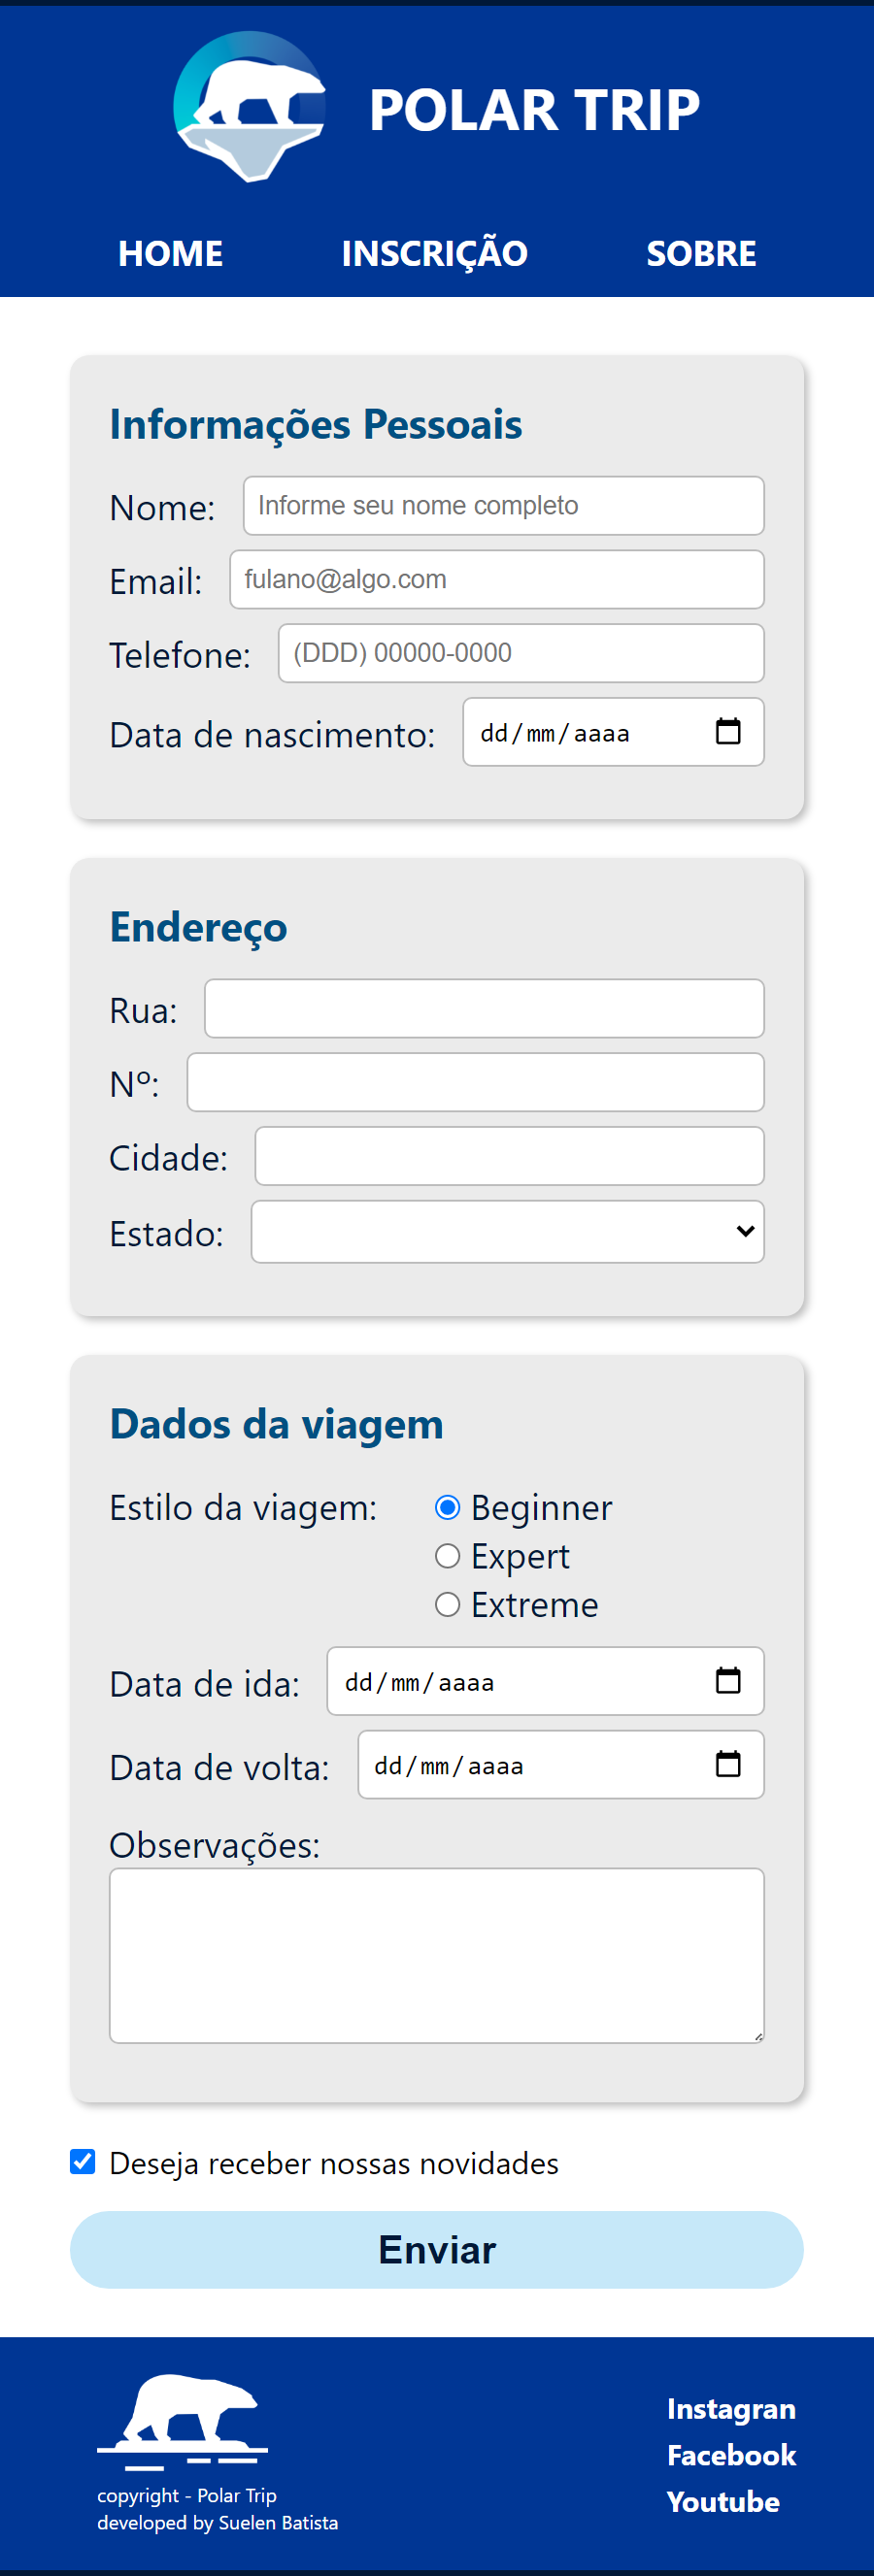 POLAR TRIP
HOME INSCRIÇÃO SOBRE
Informações Pessoais
Nome: Informe seu nome completo
Email: fulano@algo.com
Telefone: (DDD) 00000-0000
Data de nascimento: dd/mm/aaaa
Endereço
Rua:
Nº:
Cidade:
Estado:
Dados da viagem
Estilo da viagem: Beginner
Expert
Extreme
Data de ida: dd/mm/aaaa
Data de volta: dd/mm/aaaa
Observações:
Deseja receber nossas novidades
Enviar
copyright - Polar Trip
developed by Suelen Batista
Instagran
Facebook
Youtube